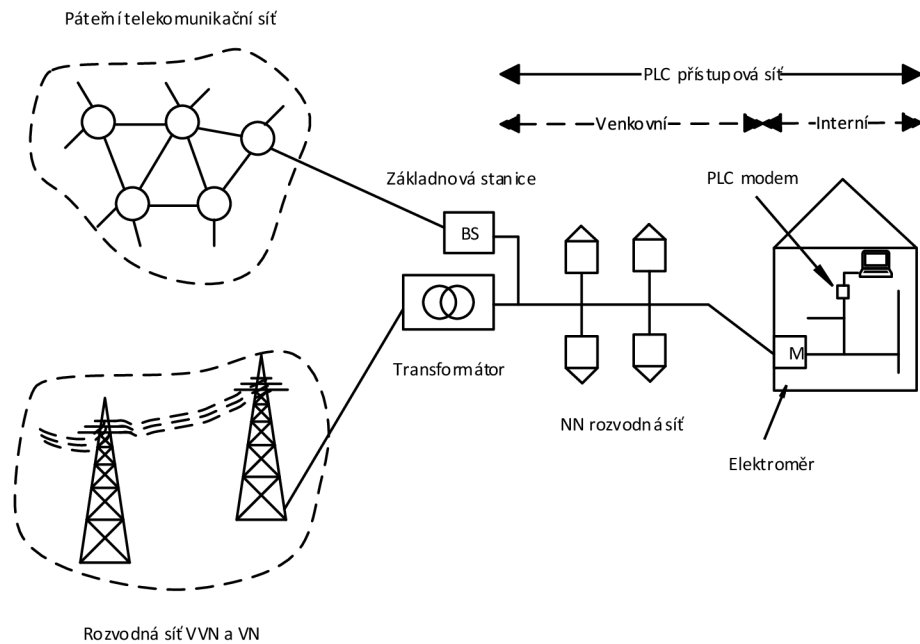 Páteřní telekomunikační síť
PLC přístupová síť
Venkovní
Interní
Základnová stanice
PLC modem
BS
Transformátor
M
NN rozvodná síť
Elektroměr
Rozvodná síť VVN a VN